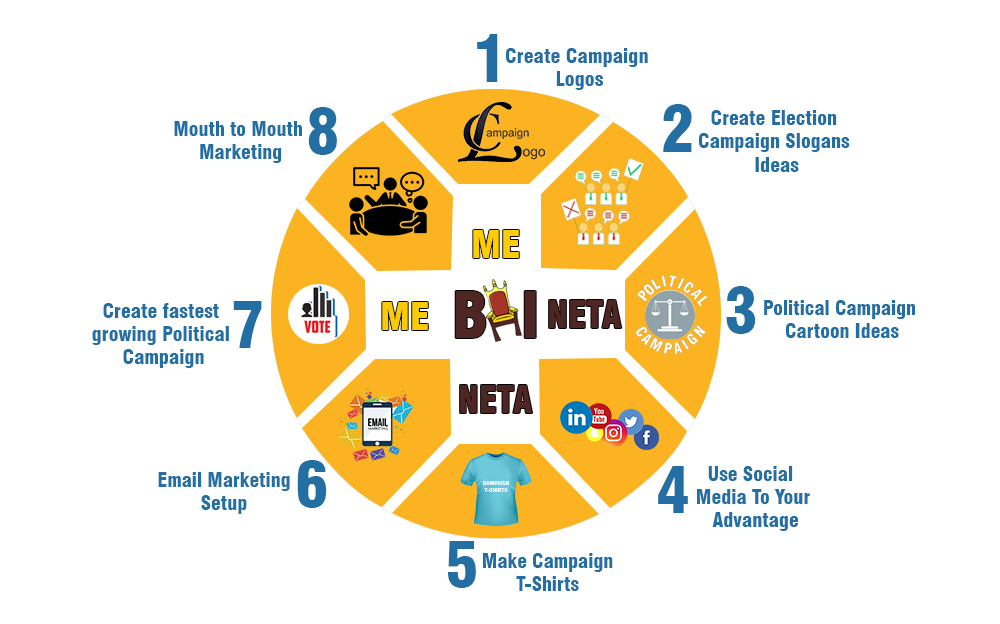 1
Create Campaign
Logos
Campaign
Logo
2
Create Election
Campaign Slogans
Ideas
3
Political Campaign
Cartoon Ideas
POLITICAL
CAMPAIGN
4
Use Social
Media To Your
Advantage
in
You
Tube
f
5
Make Campaign
T-Shirts
CAMPAIGN
T-SHIRTS
6
Email Marketing
Setup
EMAIL
MARKETING
7
Create fastest
growing Political
Campaign
VOTE
8
Mouth to Mouth
Marketing
ME
ME BHI NETA
NETA